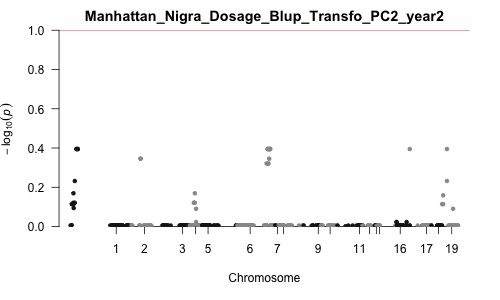 Manhattan_Nigra_Dosage_Blup_Transfo_PC2_year2
1.0
0.8
0.6
0.4
0.2
0.0
− log10(p)
1 2 3 5 6 7 9 11 16 17 19
Chromosome